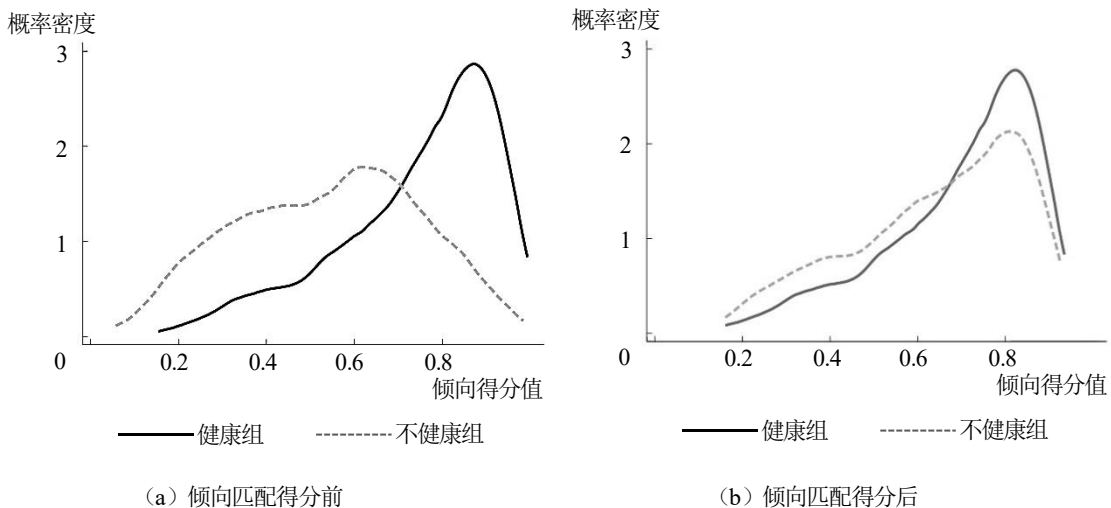 概率密度
3
2
1
0
0.2
0.4
0.6
0.8
倾向得分值
健康组
不健康组
（a）倾向匹配得分前
概率密度
3
2
1
0
0.2
0.4
0.6
0.8
倾向得分值
健康组
不健康组
（b）倾向匹配得分后